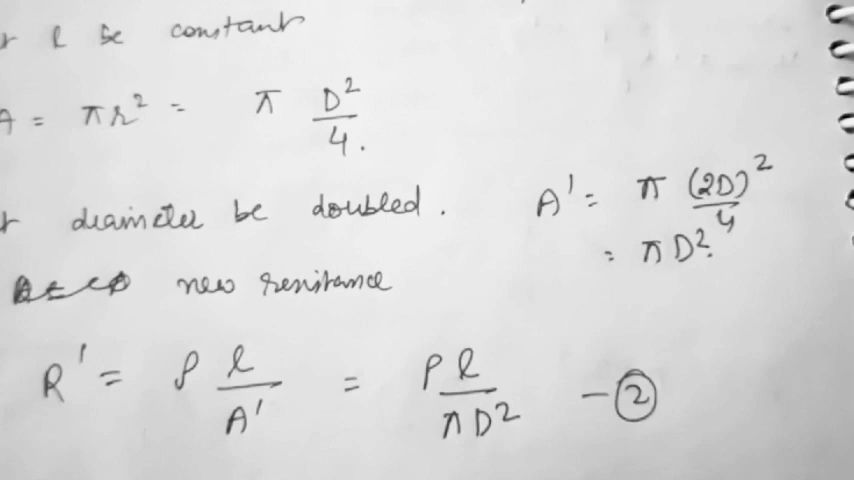 l be constant
A = πr² = π D²/4.
diameter be doubled. A' = π (2D)²/4
= πD².
new resistance
R' = ρ l/A' = ρl/πD² - ②